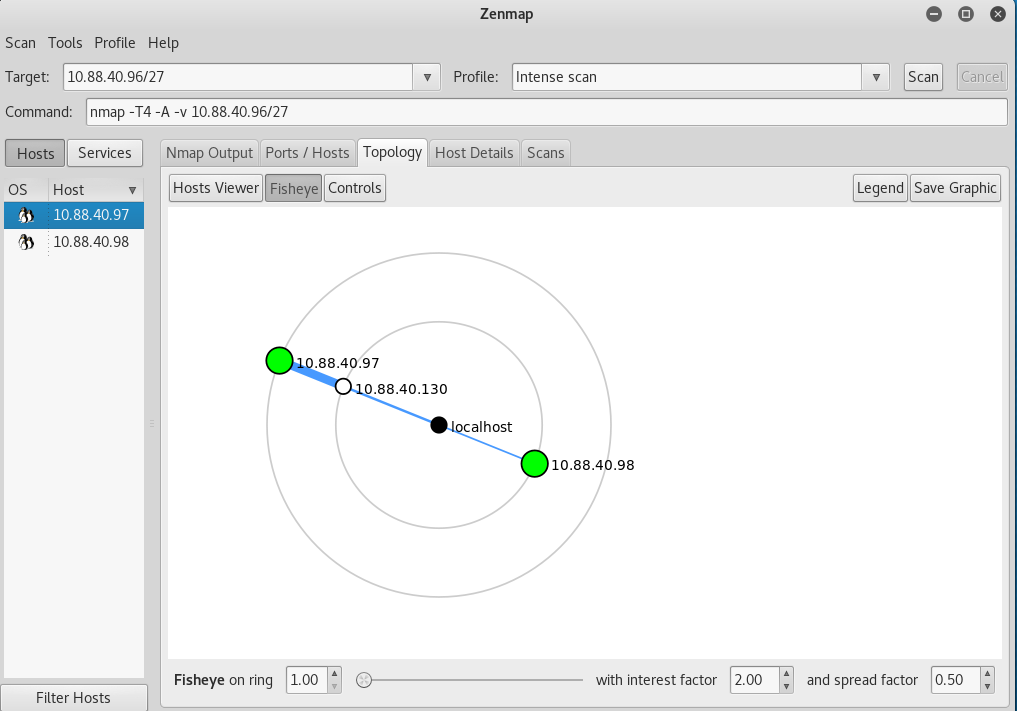 Zenmap
Scan Tools Profile Help
Target: 10.88.40.96/27 Profile: Intense scan Scan Cancel
Command: nmap -T4 -A -v 10.88.40.96/27
Hosts Services Nmap Output Ports / Hosts Topology Host Details Scans
OS Host
Hosts Viewer Fisheye Controls Legend Save Graphic
10.88.40.97
10.88.40.98
10.88.40.97
10.88.40.130
localhost
10.88.40.98
Fisheye on ring 1.00 with interest factor 2.00 and spread factor 0.50
Filter Hosts